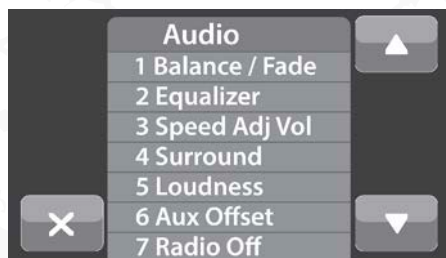 Audio
1 Balance / Fade
2 Equalizer
3 Speed Adj Vol
4 Surround
5 Loudness
6 Aux Offset
7 Radio Off